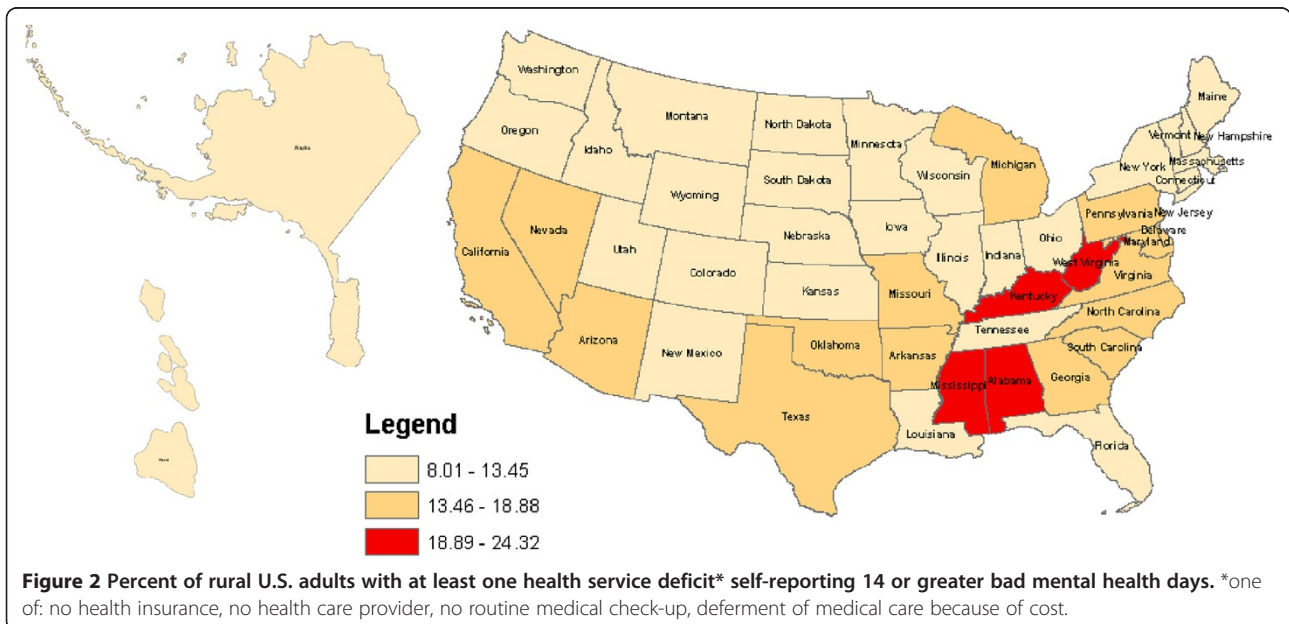 Washington
Maine
Montana
North Dakota
Minnesota
Vermont
New Hampshire
Oregon
Idaho
Michigan
Massachusetts
Alaska
New York
Wisconsin
South Dakota
Connecticut
Wyoming
Pennsylvania
New Jersey
Iowa
Nebraska
Ohio
Delaware
Nevada
Maryland
Utah
Illinois
Indiana
California
West Virginia
Colorado
Virginia
Kansas
Missouri
Kentucky
North Carolina
Tennessee
Arizona
Oklahoma
South Carolina
New Mexico
Arkansas
Mississippi
Alabama
Georgia
Texas
Louisiana
Florida
Legend
8.01 - 13.45
13.46 - 18.88
18.89 - 24.32
Figure 2 Percent of rural U.S. adults with at least one health service deficit* self-reporting 14 or greater bad mental health days. *one
of: no health insurance, no health care provider, no routine medical check-up, deferment of medical care because of cost.